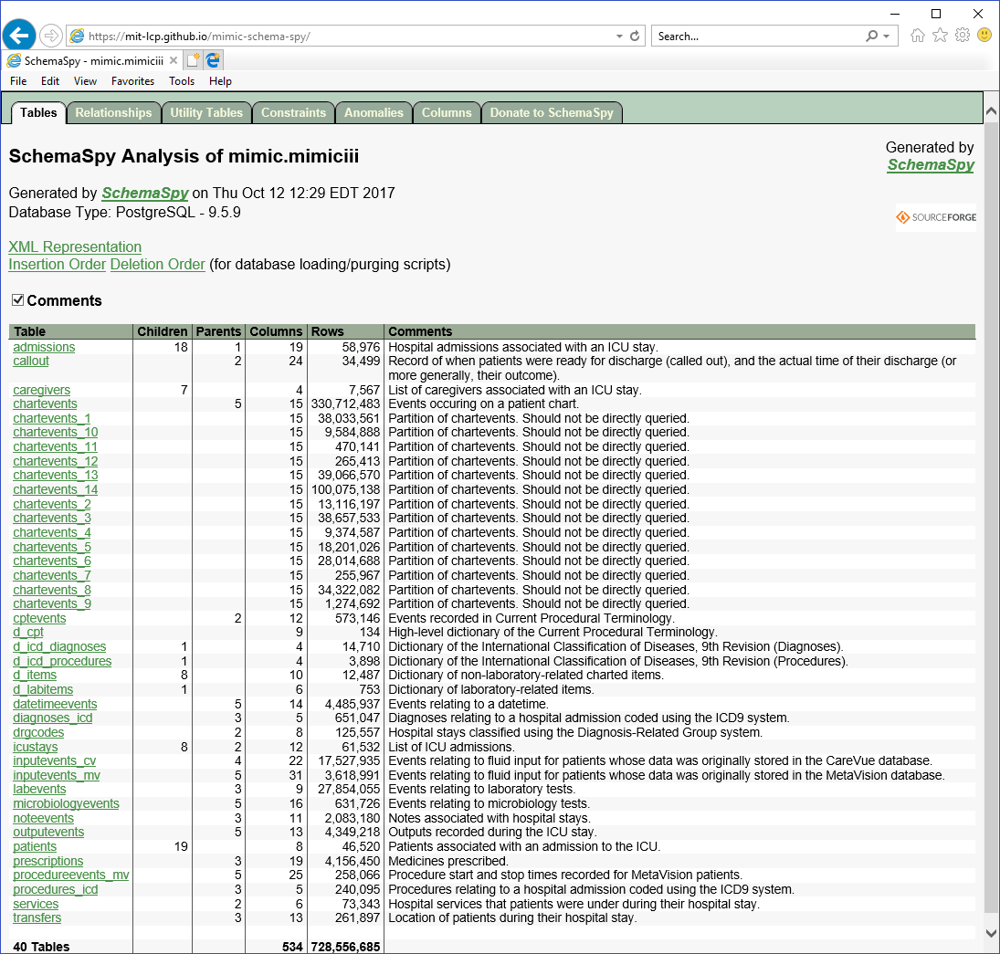 https://mit-lcp.github.io/mimic-schema-spy/ Search...
SchemaSpy - mimic.mimiciii
File Edit View Favorites Tools Help
Tables Relationships Utility Tables Constraints Anomalies Columns Donate to SchemaSpy
SchemaSpy Analysis of mimic.mimiciii
Generated by
SchemaSpy
Generated by SchemaSpy on Thu Oct 12 12:29 EDT 2017
Database Type: PostgreSQL - 9.5.9
SOURCEFORGE
XML Representation
Insertion Order Deletion Order (for database loading/purging scripts)
Comments
Table Children Parents Columns Rows Comments
admissions 18 1 19 58,976 Hospital admissions associated with an ICU stay.
callout 2 24 34,499 Record of when patients were ready for discharge (called out), and the actual time of their discharge (or
more generally, their outcome).
caregivers 7 4 7,567 List of caregivers associated with an ICU stay.
chartevents 5 15 330,712,483 Events occuring on a patient chart.
chartevents_1 15 38,033,561 Partition of chartevents. Should not be directly queried.
chartevents_10 15 9,584,888 Partition of chartevents. Should not be directly queried.
chartevents_11 15 470,141 Partition of chartevents. Should not be directly queried.
chartevents_12 15 265,413 Partition of chartevents. Should not be directly queried.
chartevents_13 15 39,066,570 Partition of chartevents. Should not be directly queried.
chartevents_14 15 100,075,138 Partition of chartevents. Should not be directly queried.
chartevents_2 15 13,116,197 Partition of chartevents. Should not be directly queried.
chartevents_3 15 38,657,533 Partition of chartevents. Should not be directly queried.
chartevents_4 15 9,374,587 Partition of chartevents. Should not be directly queried.
chartevents_5 15 18,201,026 Partition of chartevents. Should not be directly queried.
chartevents_6 15 28,014,688 Partition of chartevents. Should not be directly queried.
chartevents_7 15 255,967 Partition of chartevents. Should not be directly queried.
chartevents_8 15 34,322,082 Partition of chartevents. Should not be directly queried.
chartevents_9 15 1,274,692 Partition of chartevents. Should not be directly queried.
cptevents 2 12 573,146 Events recorded in Current Procedural Terminology.
d_cpt 9 134 High-level dictionary of the Current Procedural Terminology.
d_icd_diagnoses 1 4 14,710 Dictionary of the International Classification of Diseases, 9th Revision (Diagnoses).
d_icd_procedures 1 4 3,898 Dictionary of the International Classification of Diseases, 9th Revision (Procedures).
d_items 8 10 12,487 Dictionary of non-laboratory-related charted items.
d_labitems 1 6 753 Dictionary of laboratory-related items.
datetimeevents 5 14 4,485,937 Events relating to a datetime.
diagnoses_icd 3 5 651,047 Diagnoses relating to a hospital admission coded using the ICD9 system.
drgcodes 2 8 125,557 Hospital stays classified using the Diagnosis-Related Group system.
icustays 8 2 12 61,532 List of ICU admissions.
inputevents_cv 4 22 17,527,935 Events relating to fluid input for patients whose data was originally stored in the CareVue database.
inputevents_mv 5 31 3,618,991 Events relating to fluid input for patients whose data was originally stored in the MetaVision database.
labevents 3 9 27,854,055 Events relating to laboratory tests.
microbiologyevents 5 16 631,726 Events relating to microbiology tests.
noteevents 3 11 2,083,180 Notes associated with hospital stays.
outputevents 5 13 4,349,218 Outputs recorded during the ICU stay.
patients 19 8 46,520 Patients associated with an admission to the ICU.
prescriptions 3 19 4,156,450 Medicines prescribed.
procedureevents_mv 5 25 258,066 Procedure start and stop times recorded for MetaVision patients.
procedures_icd 3 5 240,095 Procedures relating to a hospital admission coded using the ICD9 system.
services 2 6 73,343 Hospital services that patients were under during their hospital stay.
transfers 3 13 261,897 Location of patients during their hospital stay.
40 Tables 534 728,556,685